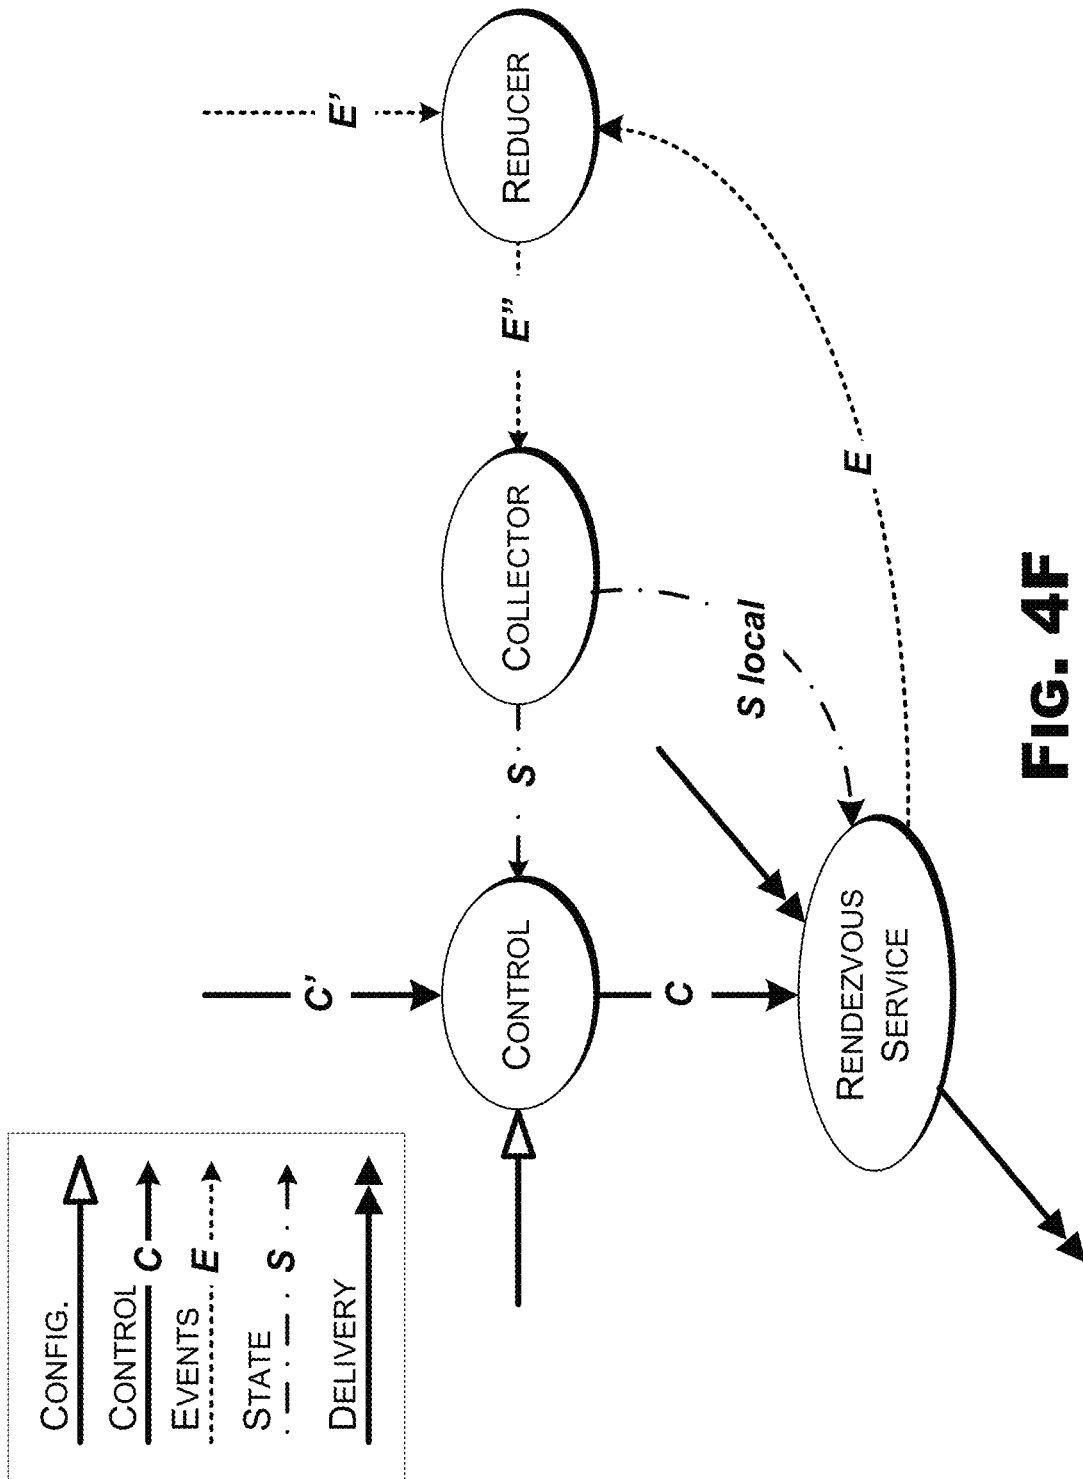 CONFIG.
CONTROL
C
EVENTS
E
STATE
S
DELIVERY
C'
E'
CONTROL
S
COLLECTOR
E"
REDUCER
C
S local
RENDEZVOUS
SERVICE
E
FIG. 4F